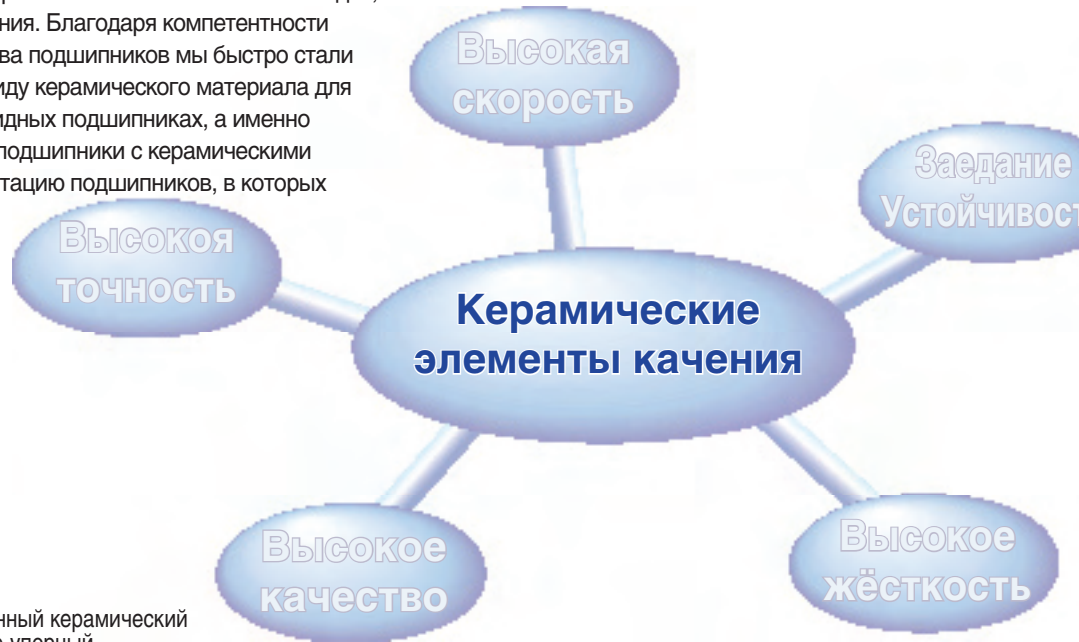 ния. Благодаря компетентности
ва подшипников мы быстро стали
иду керамического материала для
идных подшипниках, а именно
подшипники с керамическими
тацию подшипников, в которых
Высокая
скорость
Заедание
Устойчивост
Высокоя
точность
Керамические
элементы качения
Высокое
качество
Высокое
жёсткость
нный керамический